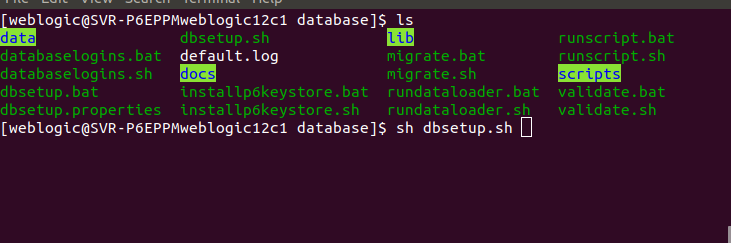 [weblogic@SVR-P6EPPMweblogic12c1 database]$ ls
data dbsetup.sh lib runscript.bat
databaselogins.bat default.log migrate.bat runscript.sh
databaselogins.sh docs migrate.sh scripts
dbsetup.bat installp6keystore.bat rundataloader.bat validate.bat
dbsetup.properties installp6keystore.sh rundataloader.sh validate.sh
[weblogic@SVR-P6EPPMweblogic12c1 database]$ sh dbsetup.sh